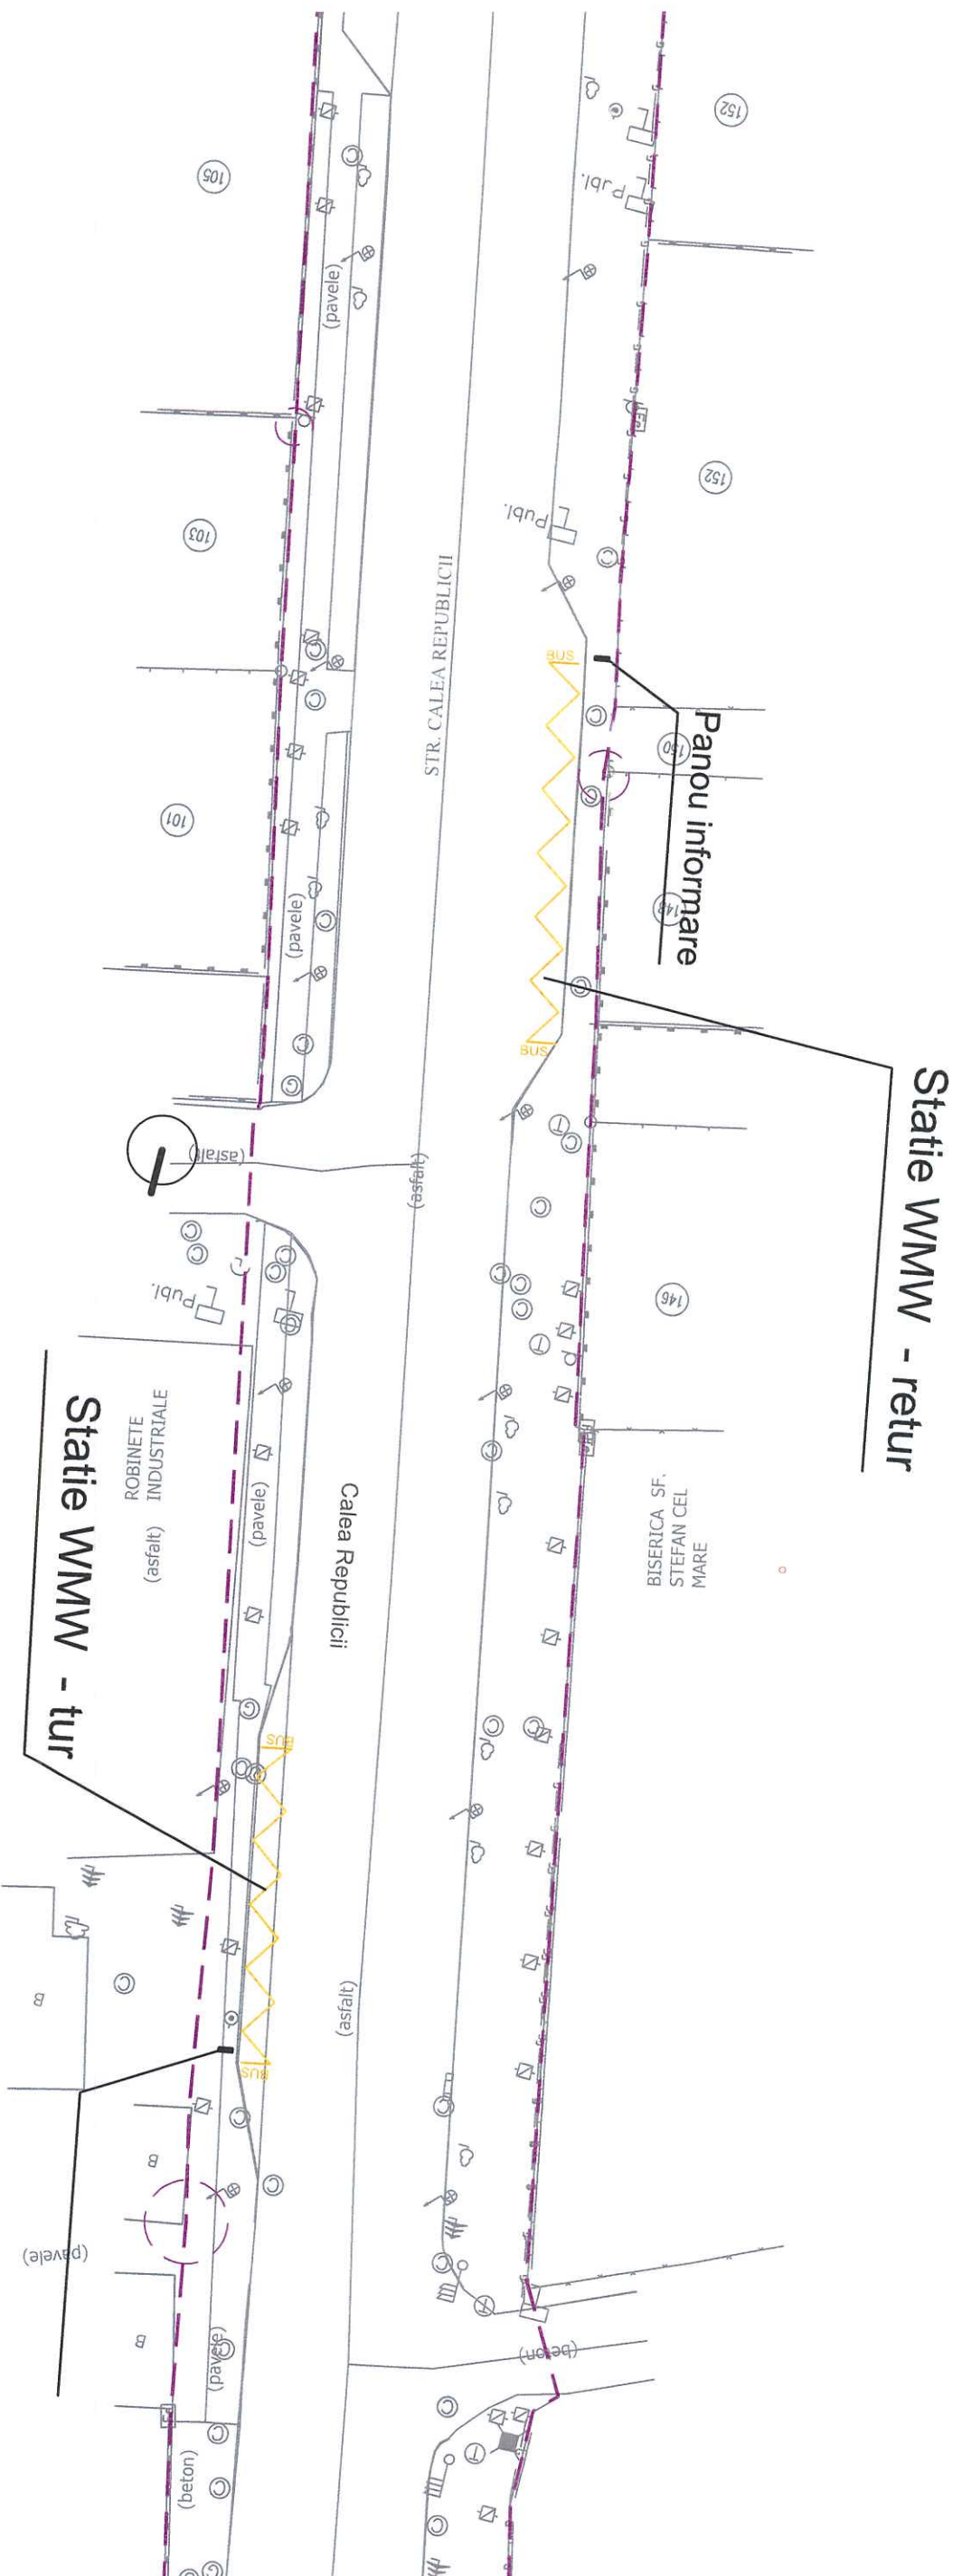 152
Publ.
105
(pavele)
152
Publ.
103
STR. CALEA REPUBLICII
BUS
Panou informare
150
101
148
(pavele)
BUS
Statie WMW - retur
(asfalt)
(asfalt)
Publ.
146
Statie WMW - tur
ROBINETE
INDUSTRIALE
(asfalt)
(pavele)
Calea Republicii
BISERICA SF.
STEFAN CEL
MARE
BUS
B
(asfalt)
BUS
B
(pavele)
B
(pavele)
(beton)
(beton)